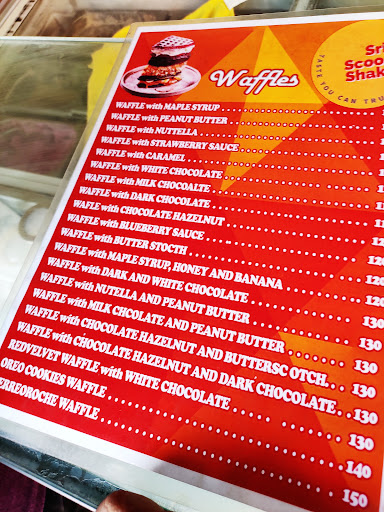 Waffles
Sri
Scoo
Shak
TASTE YOU CAN TRU
WAFFLE with MAPLE SYRUP
WAFFLE with PEANUT BUTTER
WAFFLE with NUTTELLA
WAFFLE with STRAWBERRY SAUCE
WAFFLE with CARAMEL
WAFFLE with WHITE CHOCOLATE
WAFFLE with MILK CHOCOALTE
WAFFLE with DARK CHOCOLATE
WAFLE with CHOCOLATE HAZELNUT
WAFFLE with BLUEBERRY SAUCE
WAFFLE with BUTTER STOCTH
WAFFLE with MAPLE SYRUP, HONEY AND BANANA 120
WAFFLE with DARK AND WHITE CHOCOLATE 120
WAFFLE with NUTELLA AND PEANUT BUTTER 130
WAFFLE with MILK CHCOLATE AND PEANUT BUTTER 130
WAFFLE with CHOCOLATE HAZELNUT AND BUTTERSC OTCH 130
WAFFLE with CHOCOLATE HAZELNUT AND DARK CHOCOLATE 130
REDVELVET WAFFLE with WHITE CHOCOLATE 130
OREO COOKIES WAFFLE 140
ERREOROCHE WAFFLE 150